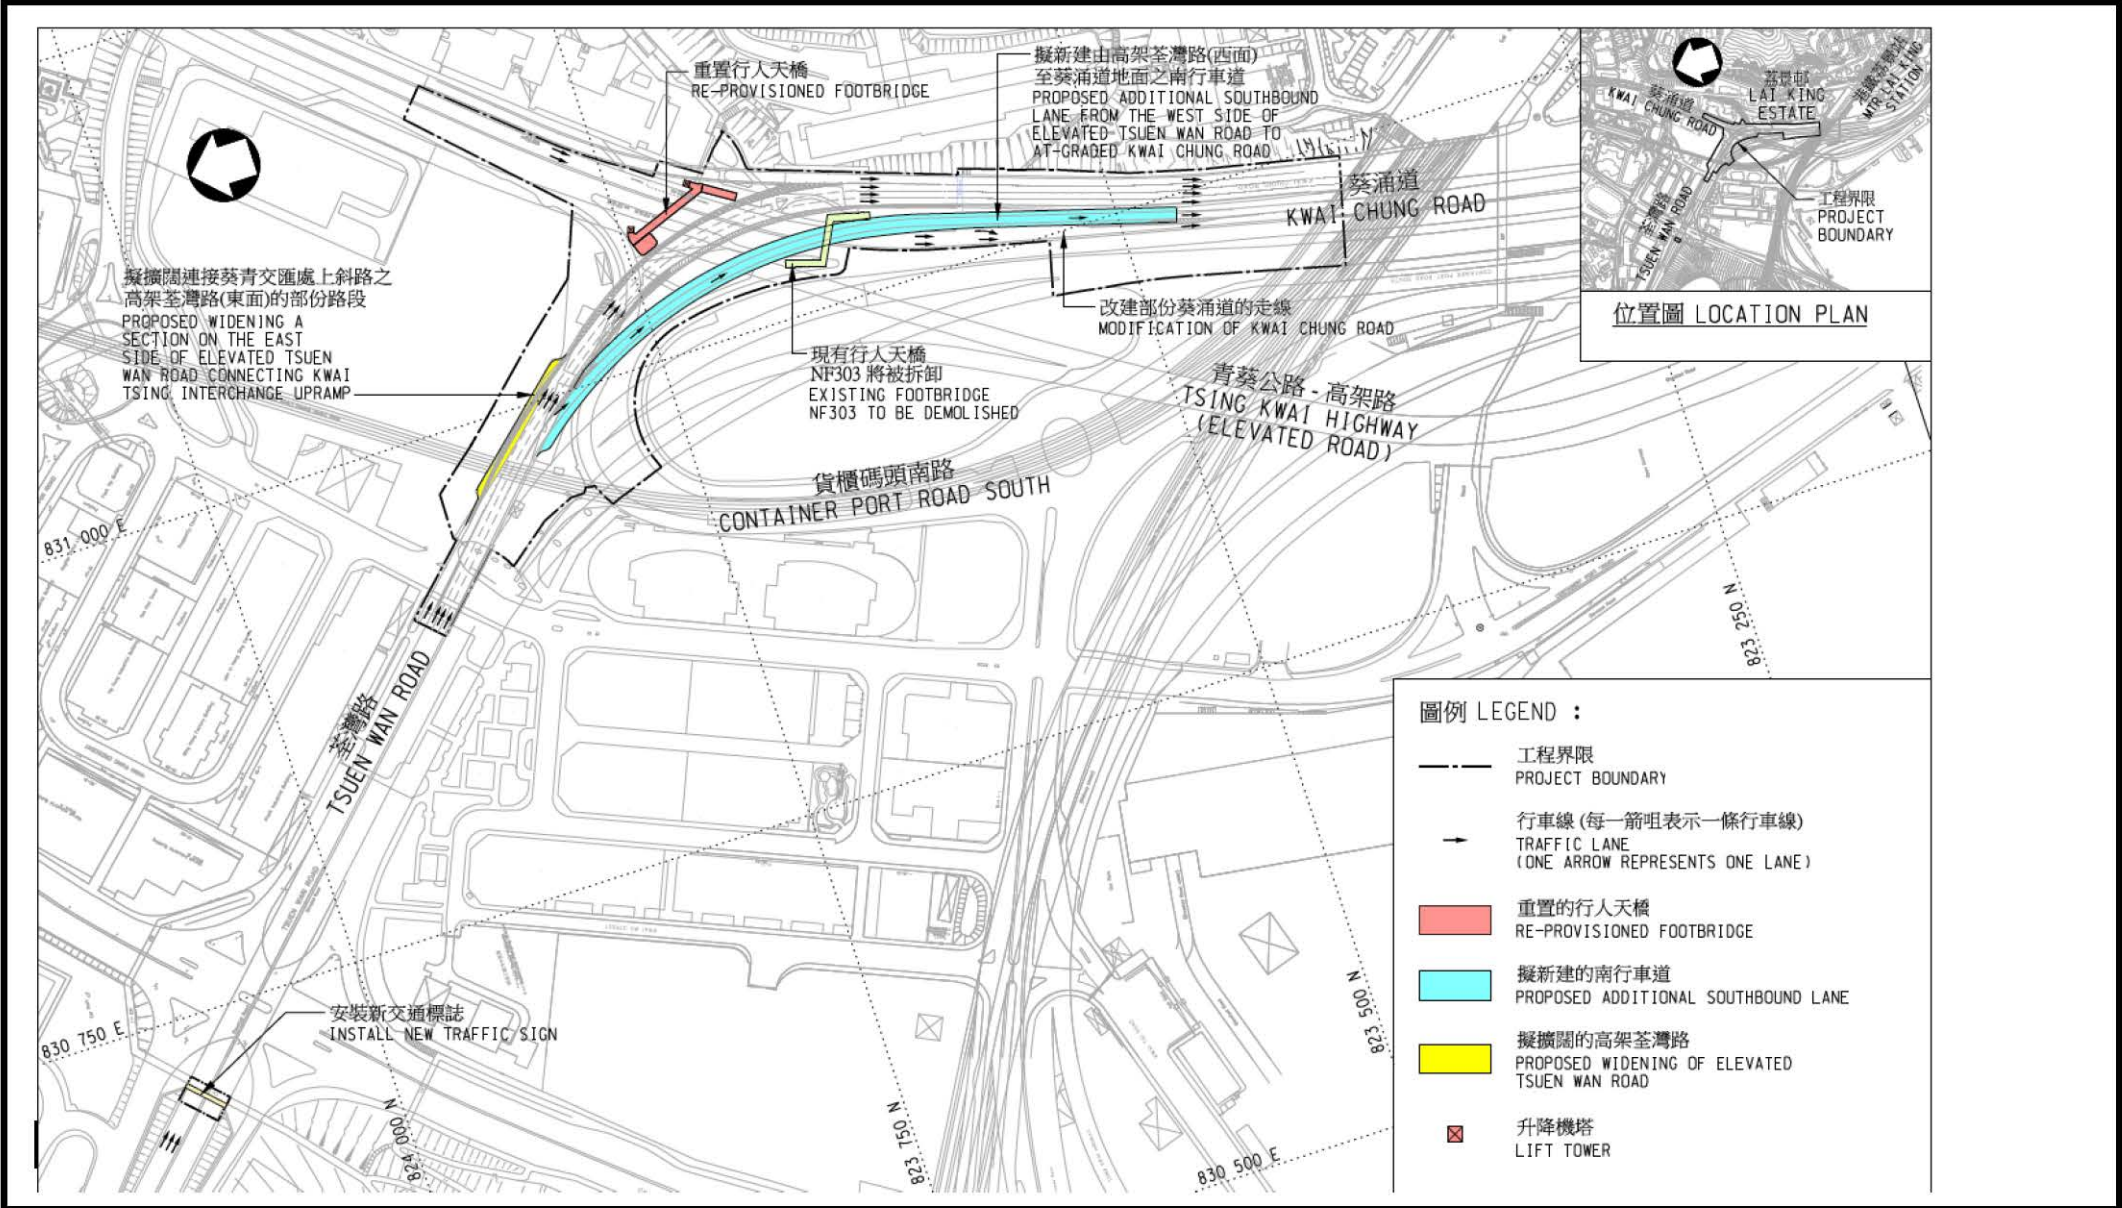 重置行人天橋
RE-PROVISIONED FOOTBRIDGE
擬新建由高架荃灣路(西面)
至葵涌道地面之南行車道
PROPOSED ADDITIONAL SOUTHBOUND
LANE FROM THE WEST SIDE OF
ELEVATED TSUEN WAN ROAD TO
AT-GRADED KWAI CHUNG ROAD
葵涌道
KWAI CHUNG ROAD
荔景邨
LAI KING
ESTATE
港鐵荔景站
MTR LAI KING
STATION
葵涌道
KWAI CHUNG ROAD
荃灣路
TSUEN WAN ROAD
工程界限
PROJECT
BOUNDARY
位置圖 LOCATION PLAN
擬擴闊連接葵青交匯處上斜路之
高架荃灣路(東面)的部份路段
PROPOSED WIDENING A
SECTION ON THE EAST
SIDE OF ELEVATED TSUEN
WAN ROAD CONNECTING KWAI
TSING INTERCHANGE UPRAMP
改建部份葵涌道的走線
MODIFICATION OF KWAI CHUNG ROAD
現有行人天橋
NF303 將被拆卸
EXISTING FOOTBRIDGE
NF303 TO BE DEMOLISHED
青葵公路 - 高架路
TSING KWAI HIGHWAY
(ELEVATED ROAD)
貨櫃碼頭南路
CONTAINER PORT ROAD SOUTH
831 000 E
荃灣路
TSUEN WAN ROAD
823 250 N
安裝新交通標誌
INSTALL NEW TRAFFIC SIGN
830 750 E
824 000 N
823 750 N
823 500 N
830 500 E
圖例 LEGEND :
工程界限
PROJECT BOUNDARY
行車線 (每一箭咀表示一條行車線)
TRAFFIC LANE
(ONE ARROW REPRESENTS ONE LANE)
重置的行人天橋
RE-PROVISIONED FOOTBRIDGE
擬新建的南行車道
PROPOSED ADDITIONAL SOUTHBOUND LANE
擬擴闊的高架荃灣路
PROPOSED WIDENING OF ELEVATED
TSUEN WAN ROAD
升降機塔
LIFT TOWER